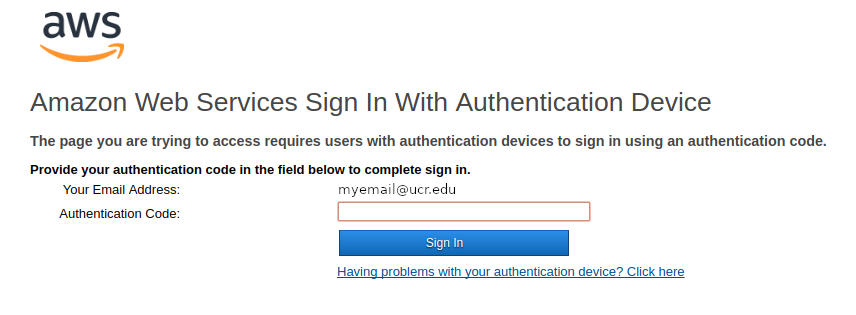 aws
Amazon Web Services Sign In With Authentication Device
The page you are trying to access requires users with authentication devices to sign in using an authentication code.
Provide your authentication code in the field below to complete sign in.
Your Email Address: myemail@ucr.edu
Authentication Code:
Sign In
Having problems with your authentication device? Click here